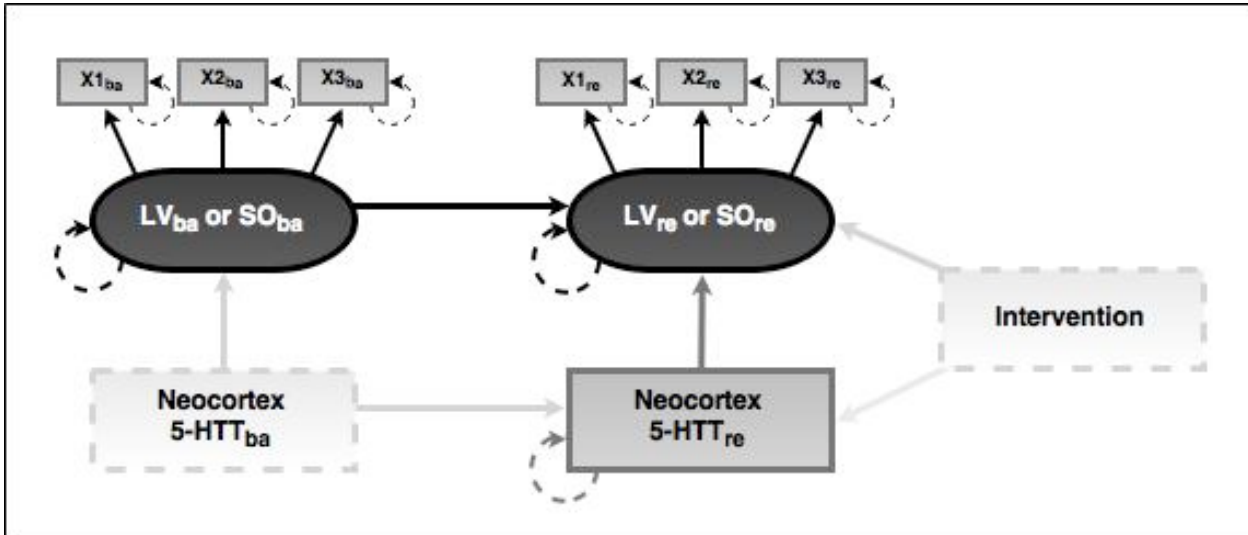 X1ba
X2ba
X3ba
X1re
X2re
X3re
LVba or SOba
LVre or SOre
Intervention
Neocortex
5-HTTba
Neocortex
5-HTTre